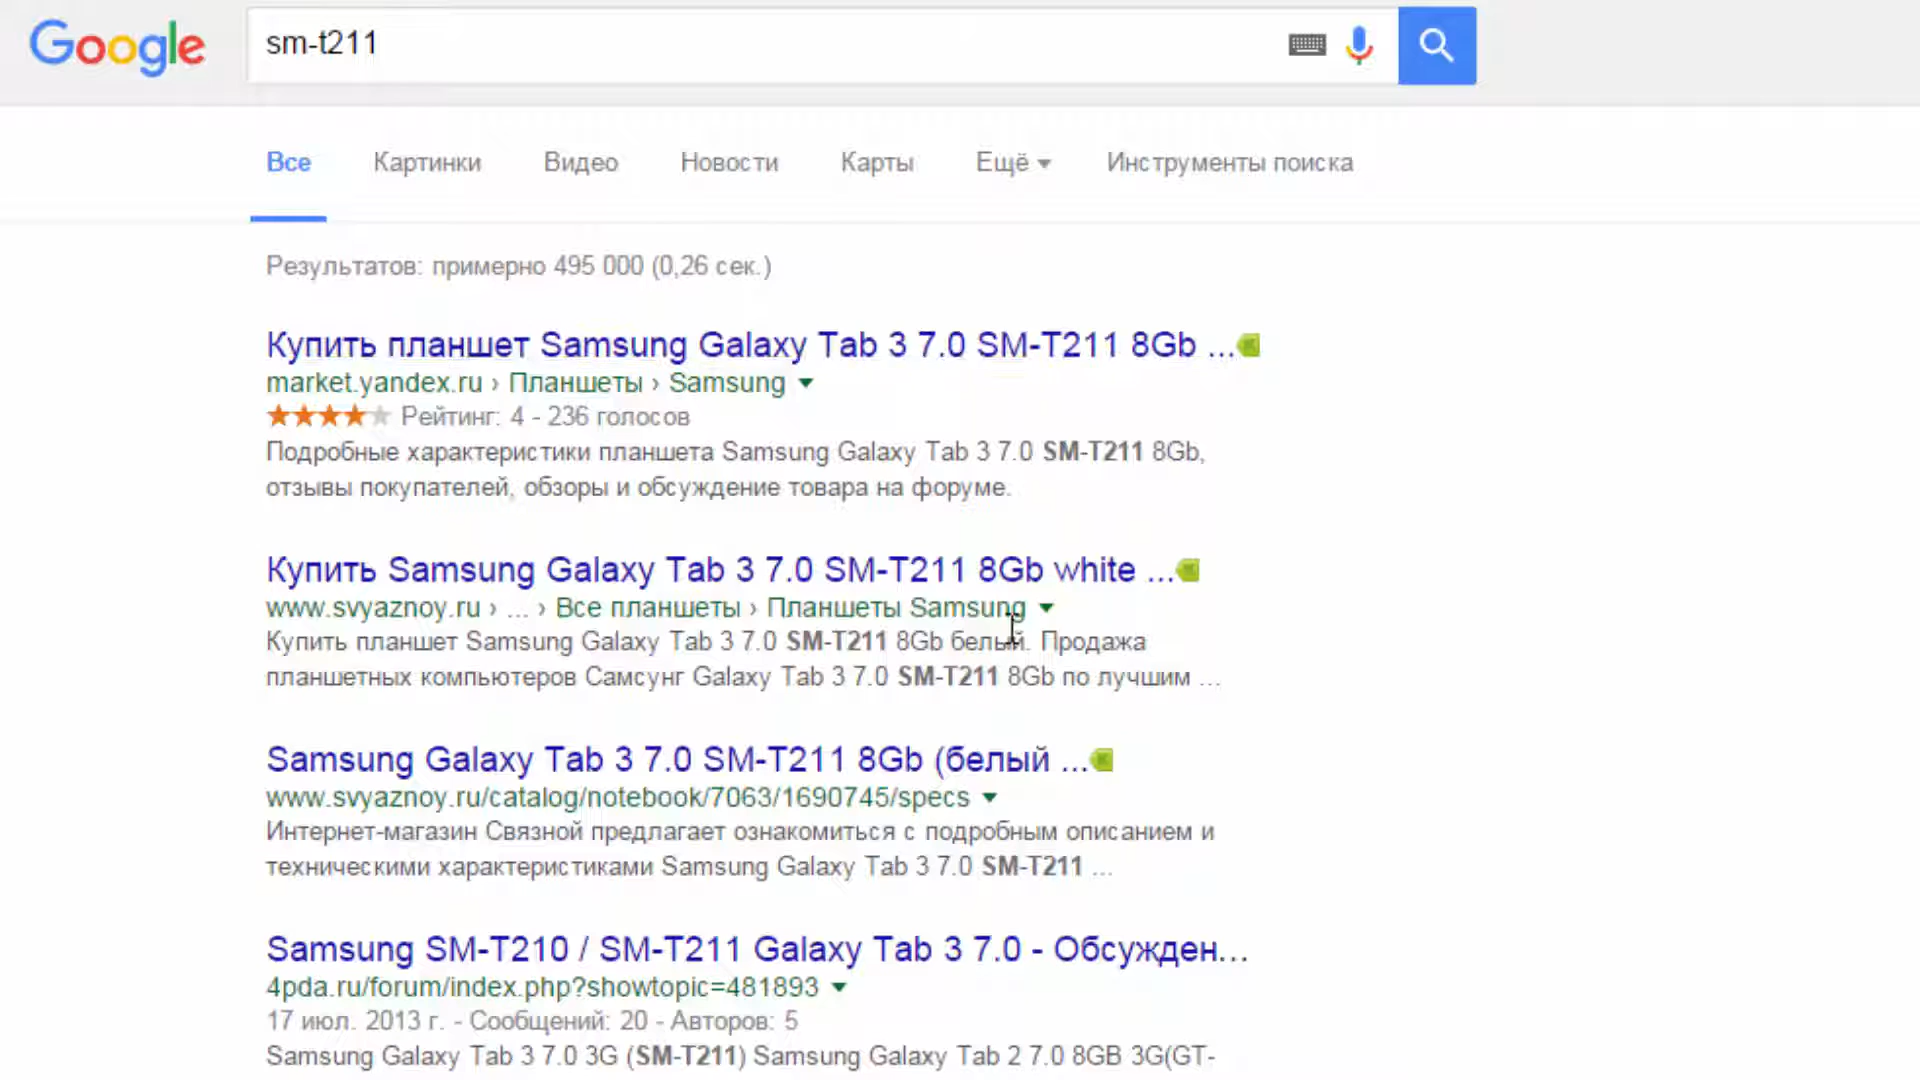 Google
sm-t211
Все Картинки Видео Новости Карты Ещё Инструменты поиска
Результатов: примерно 495 000 (0,26 сек.)
Купить планшет Samsung Galaxy Tab 3 7.0 SM-T211 8Gb ...
market.yandex.ru › Планшеты › Samsung
Рейтинг: 4 - 236 голосов
Подробные характеристики планшета Samsung Galaxy Tab 3 7.0 SM-T211 8Gb,
отзывы покупателей, обзоры и обсуждение товара на форуме.
Купить Samsung Galaxy Tab 3 7.0 SM-T211 8Gb white ...
www.svyaznoy.ru › ... › Все планшеты › Планшеты Samsung
Купить планшет Samsung Galaxy Tab 3 7.0 SM-T211 8Gb белый. Продажа
планшетных компьютеров Самсунг Galaxy Tab 3 7.0 SM-T211 8Gb по лучшим ...
Samsung Galaxy Tab 3 7.0 SM-T211 8Gb (белый ...
www.svyaznoy.ru/catalog/notebook/7063/1690745/specs
Интернет-магазин Связной предлагает ознакомиться с подробным описанием и
техническими характеристиками Samsung Galaxy Tab 3 7.0 SM-T211 ...
Samsung SM-T210 / SM-T211 Galaxy Tab 3 7.0 - Обсужден...
4pda.ru/forum/index.php?showtopic=481893
17 июл. 2013 г. - Сообщений: 20 - Авторов: 5
Samsung Galaxy Tab 3 7.0 3G (SM-T211) Samsung Galaxy Tab 2 7.0 8GB 3G(GT-